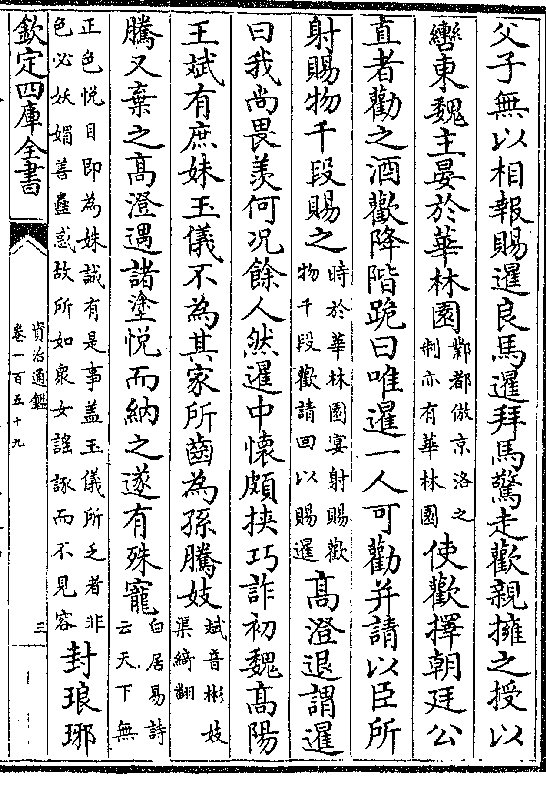 父子無以相報賜暹良馬暹拜馬驚走歡親擁之授以
轡東魏主宴於華林園鄴都倣京洛之制亦有華林園使歡擇朝廷公
直者勸之酒歡降階跪曰唯暹一人可勸并請以臣所
射賜物千段賜之時於華林園宴射賜歡物千段歡請回以賜暹髙澄退謂暹
曰我尚畏羨何況餘人然暹中懷頗挾巧詐初魏髙陽
王斌有庶妹玉儀不為其家所齒為孫騰妓斌音彬妓渠綺翻
騰又棄之髙澄遇諸塗悦而納之遂有殊寵白居易詩云天下無
正色悦目即為姝誠有是事盖玉儀所乏者非色必妖媚善蠱惑故所如衆女謡諑而不見容封琅琊
欽定四庫全書
資治通鑑
卷一百五十九
三